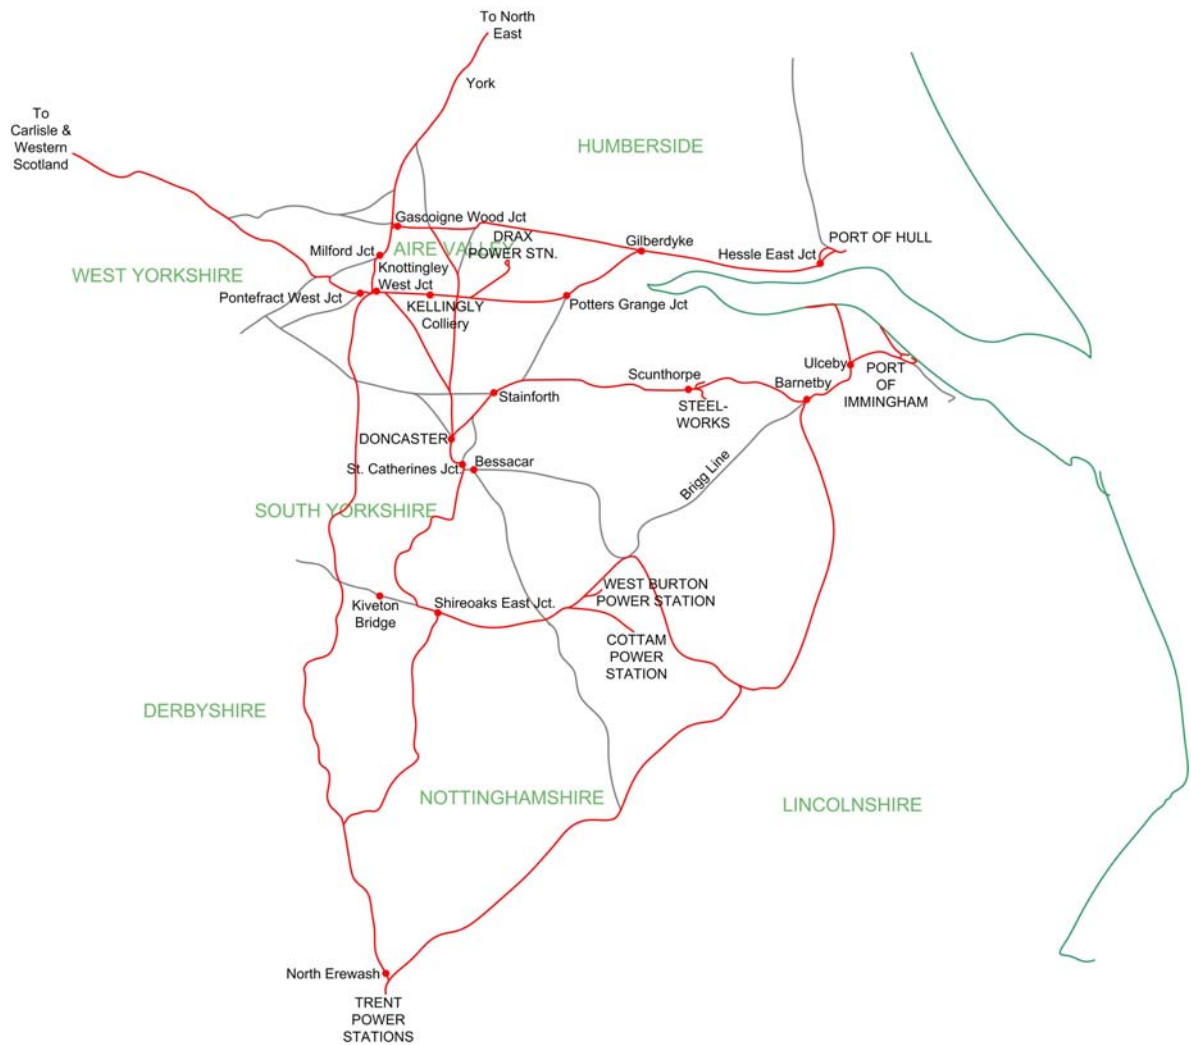 To North
East
York
To
Carlisle &
Western
Scotland
HUMBERSIDE
Gascoigne Wood Jct
DRAX
POWER STN.
Gilberdyke
PORT OF HULL
Hessle East Jct
Milford Jct
AIRE VALLEY
Knottingley
West Jct
WEST YORKSHIRE
Pontefract West Jct
KELLINGLY
Colliery
Potters Grange Jct
Ulceby
PORT
OF
IMMINGHAM
Scunthorpe
Barnetby
Stainforth
STEEL-
WORKS
DONCASTER
St. Catherines Jct.
Bessacar
Brigg Line
SOUTH YORKSHIRE
WEST BURTON
POWER STATION
Kiveton
Bridge
Shireoaks East Jct.
COTTAM
POWER
STATION
DERBYSHIRE
NOTTINGHAMSHIRE
LINCOLNSHIRE
North Erewash
TRENT
POWER
STATIONS